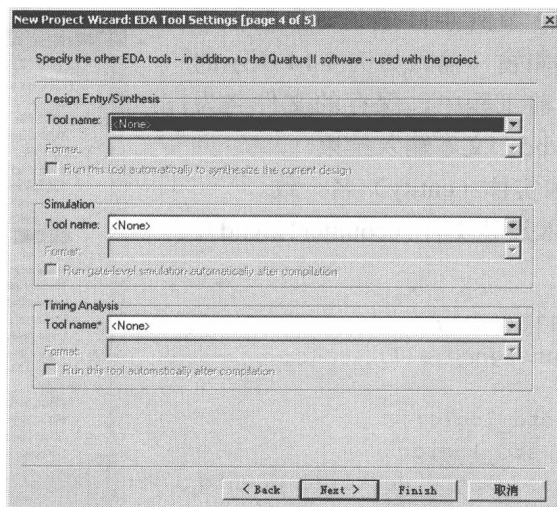 New Project Wizard: EDA Tool Settings [page 4 of 5]
Specify the other EDA tools -- in addition to the Quartus II software -- used with the project.
Design Entry/Synthesis
Tool name: <None>
Format:
Run this tool automatically to synthesize the current design
Simulation
Tool name: <None>
Format:
Run gate-level simulation automatically after compilation
Timing Analysis
Tool name: <None>
Format:
Run this tool automatically after compilation
< Back Next > Finish 取消